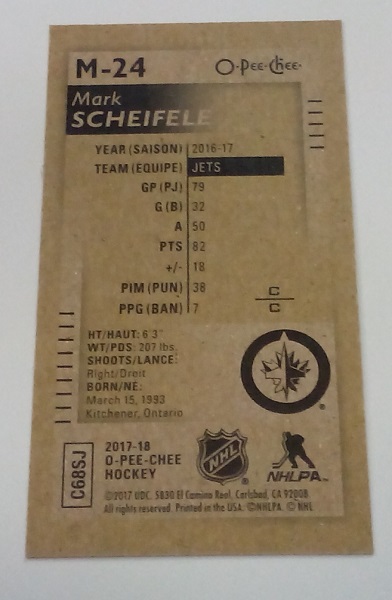 M-24 O-Pee-Chee
Mark
SCHEIFELE
YEAR (SAISON) 2016-17
TEAM (EQUIPE) JETS
GP (PJ) 79
G (B) 32
A 50
PTS 82
+/- 18
PIM (PUN) 38
PPG (BAN) 7
C
C
HT/HAUT: 6'3"
WT/PDS: 207 lbs.
SHOOTS/LANCE:
Right/Droit
BORN/NE:
March 15, 1993
Kitchener, Ontario
C68SJ
2017-18
O-PEE-CHEE
HOCKEY
NHL
NHLPA
©2017 UDC. 5830 El Camino Real, Carlsbad, CA 92008
All rights reserved. Printed in the USA. ©NHLPA. © NHL